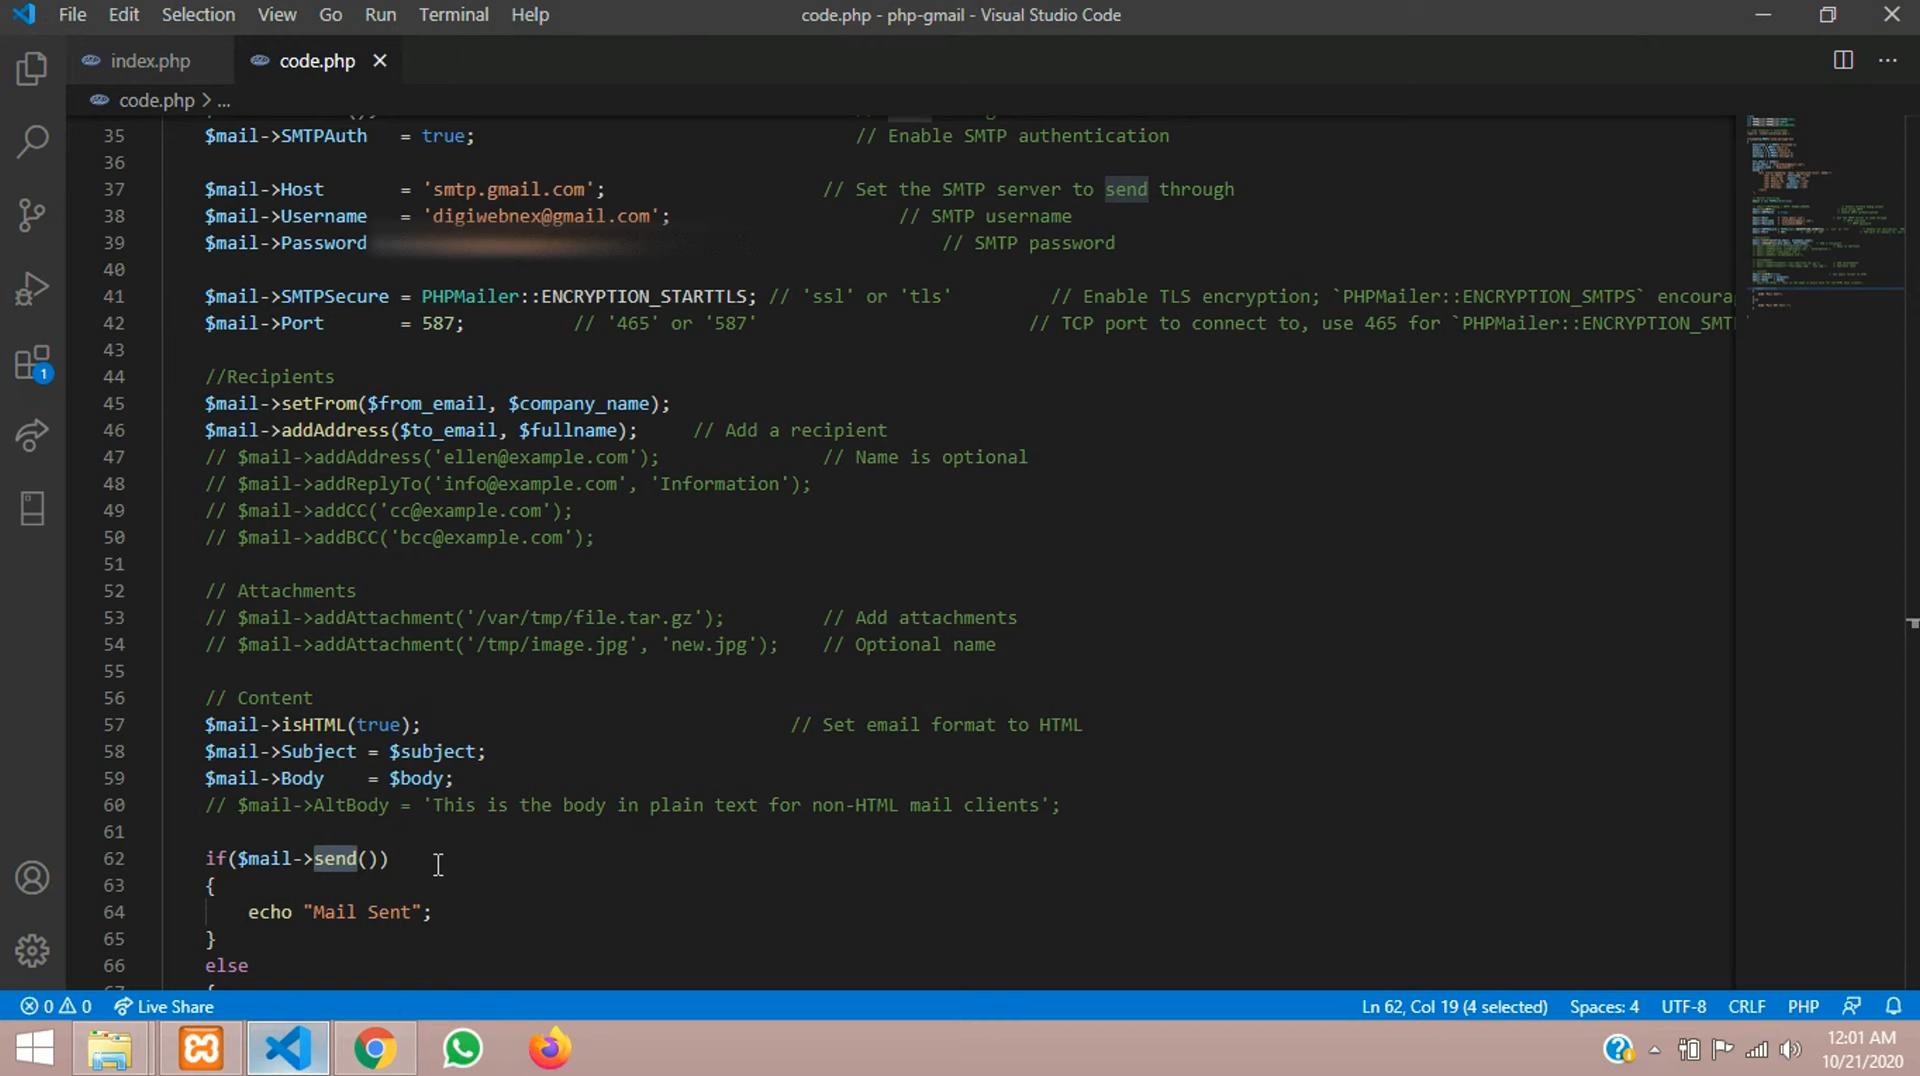 File Edit Selection View Go Run Terminal Help
code.php - php-gmail - Visual Studio Code
index.php
code.php
code.php > ...
35 $mail->SMTPAuth = true; // Enable SMTP authentication
36
37 $mail->Host = 'smtp.gmail.com'; // Set the SMTP server to send through
38 $mail->Username = 'digiwebnex@gmail.com'; // SMTP username
39 $mail->Password // SMTP password
40
41 $mail->SMTPSecure = PHPMailer::ENCRYPTION_STARTTLS; // 'ssl' or 'tls' // Enable TLS encryption; `PHPMailer::ENCRYPTION_SMTPS` encoura
42 $mail->Port = 587; // '465' or '587' // TCP port to connect to, use 465 for `PHPMailer::ENCRYPTION_SMT
43
44 //Recipients
45 $mail->setFrom($from_email, $company_name);
46 $mail->addAddress($to_email, $fullname); // Add a recipient
47 // $mail->addAddress('ellen@example.com'); // Name is optional
48 // $mail->addReplyTo('info@example.com', 'Information');
49 // $mail->addCC('cc@example.com');
50 // $mail->addBCC('bcc@example.com');
51
52 // Attachments
53 // $mail->addAttachment('/var/tmp/file.tar.gz'); // Add attachments
54 // $mail->addAttachment('/tmp/image.jpg', 'new.jpg'); // Optional name
55
56 // Content
57 $mail->isHTML(true); // Set email format to HTML
58 $mail->Subject = $subject;
59 $mail->Body = $body;
60 // $mail->AltBody = 'This is the body in plain text for non-HTML mail clients';
61
62 if($mail->send())
63 {
64 echo "Mail Sent";
65 }
66 else
1
0 0 Live Share
Ln 62, Col 19 (4 selected) Spaces: 4 UTF-8 CRLF PHP
12:01 AM
10/21/2020